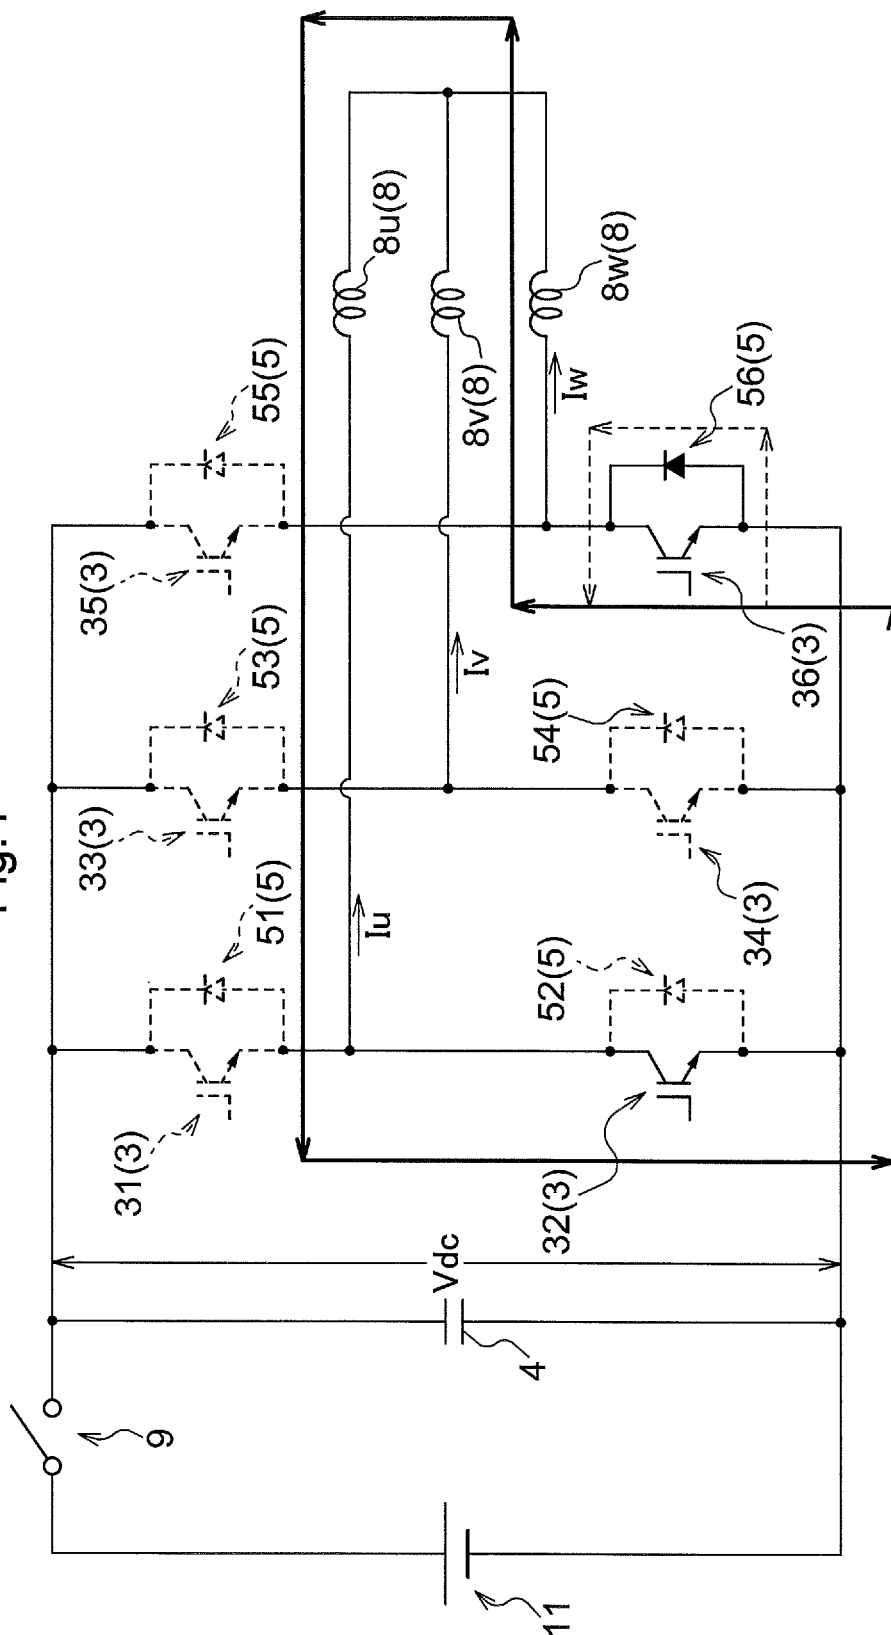 Fig.
31(3)
33(3)
35(3)
9
51(5)
53(5)
55(5)
Iu
8u(8)
Vdc
Iv
8v(8)
4
11
32(3)
52(5)
54(5)
Iw
8w(8)
34(3)
36(3)
56(5)